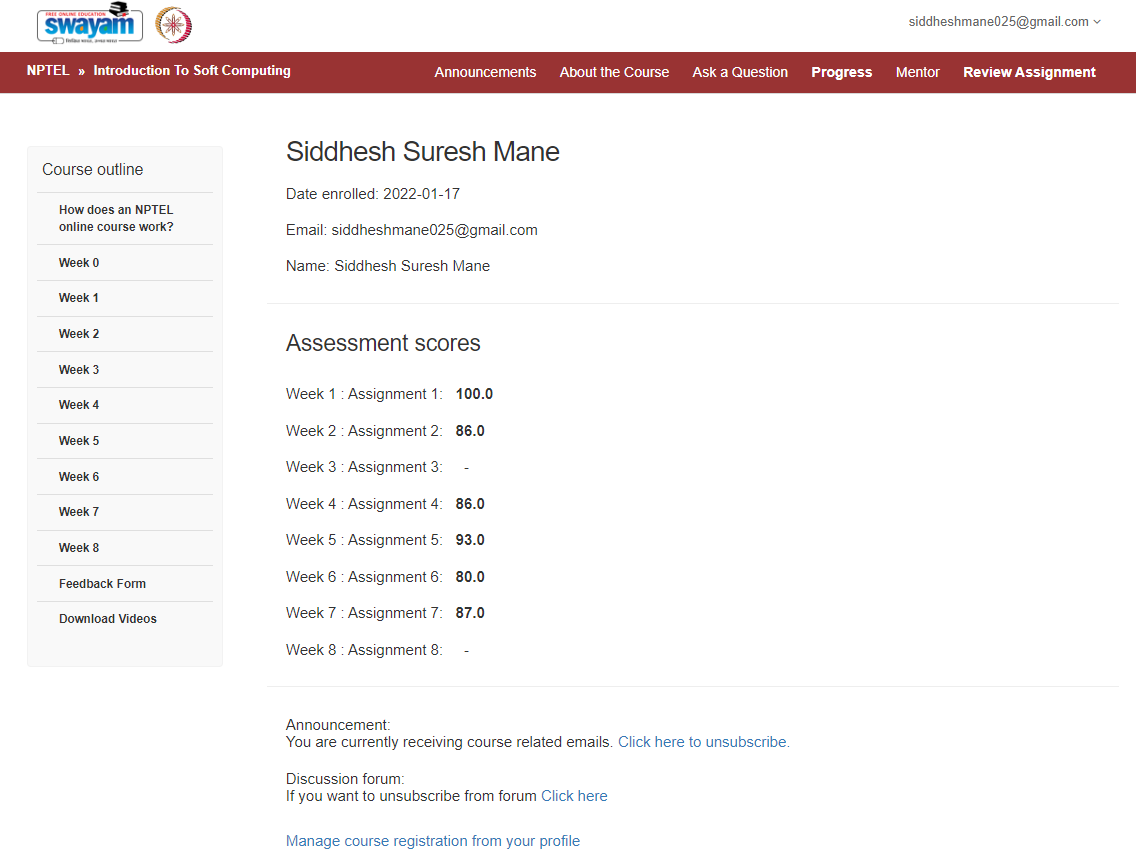 FREE ONLINE EDUCATION
swayam
siddheshmane025@gmail.com
NPTEL » Introduction To Soft Computing
Announcements About the Course Ask a Question Progress Mentor Review Assignment
Course outline
How does an NPTEL
online course work?
Week 0
Week 1
Week 2
Week 3
Week 4
Week 5
Week 6
Week 7
Week 8
Feedback Form
Download Videos
Siddhesh Suresh Mane
Date enrolled: 2022-01-17
Email: siddheshmane025@gmail.com
Name: Siddhesh Suresh Mane
Assessment scores
Week 1 : Assignment 1: 100.0
Week 2 : Assignment 2: 86.0
Week 3 : Assignment 3: -
Week 4 : Assignment 4: 86.0
Week 5 : Assignment 5: 93.0
Week 6 : Assignment 6: 80.0
Week 7 : Assignment 7: 87.0
Week 8 : Assignment 8: -
Announcement:
You are currently receiving course related emails. Click here to unsubscribe.
Discussion forum:
If you want to unsubscribe from forum Click here
Manage course registration from your profile